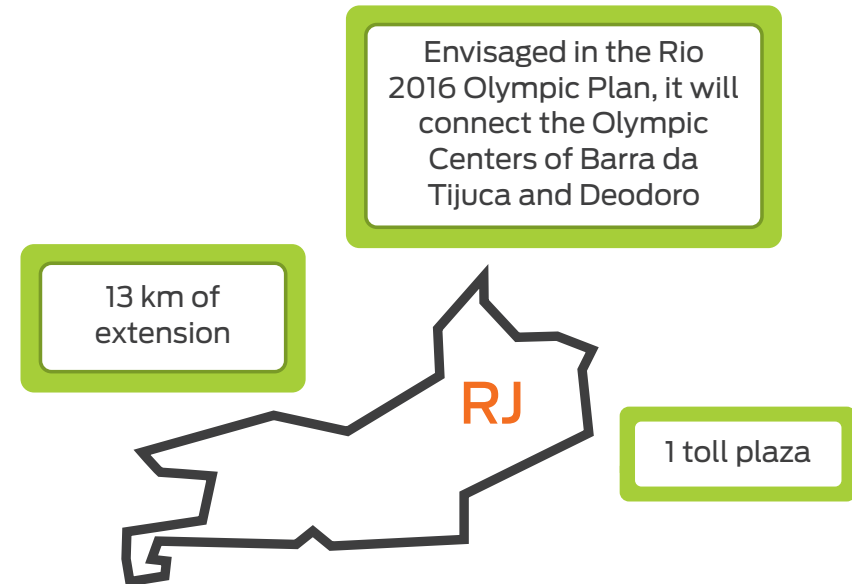 Envisaged in the Rio
2016 Olympic Plan, it will
connect the Olympic
Centers of Barra da
Tijuca and Deodoro
13 km of
extension
RJ
1 toll plaza